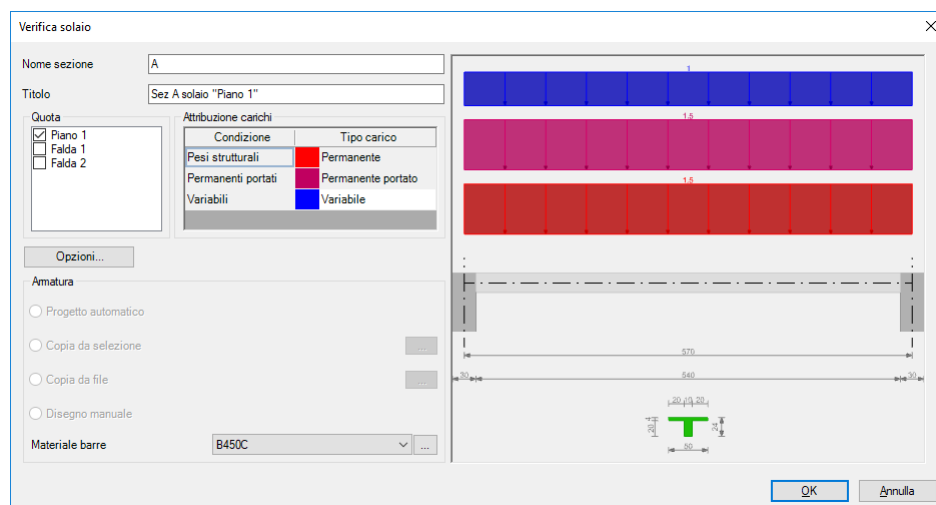 Verifica solaio
Nome sezione
A
Titolo
Sez A solaio "Piano 1"
Quota
Piano 1
Falda 1
Falda 2
Attribuzione carichi
Condizione Tipo carico
Pesi strutturali Permanente
Permanenti portati Permanente portato
Variabili Variabile
Opzioni...
Armatura
Progetto automatico
Copia da selezione
...
Copia da file
...
Disegno manuale
Materiale barre
B450C
...
1
1.5
1.5
570
30 540 30
20 10 20
20 4
24
50
OK
Annulla